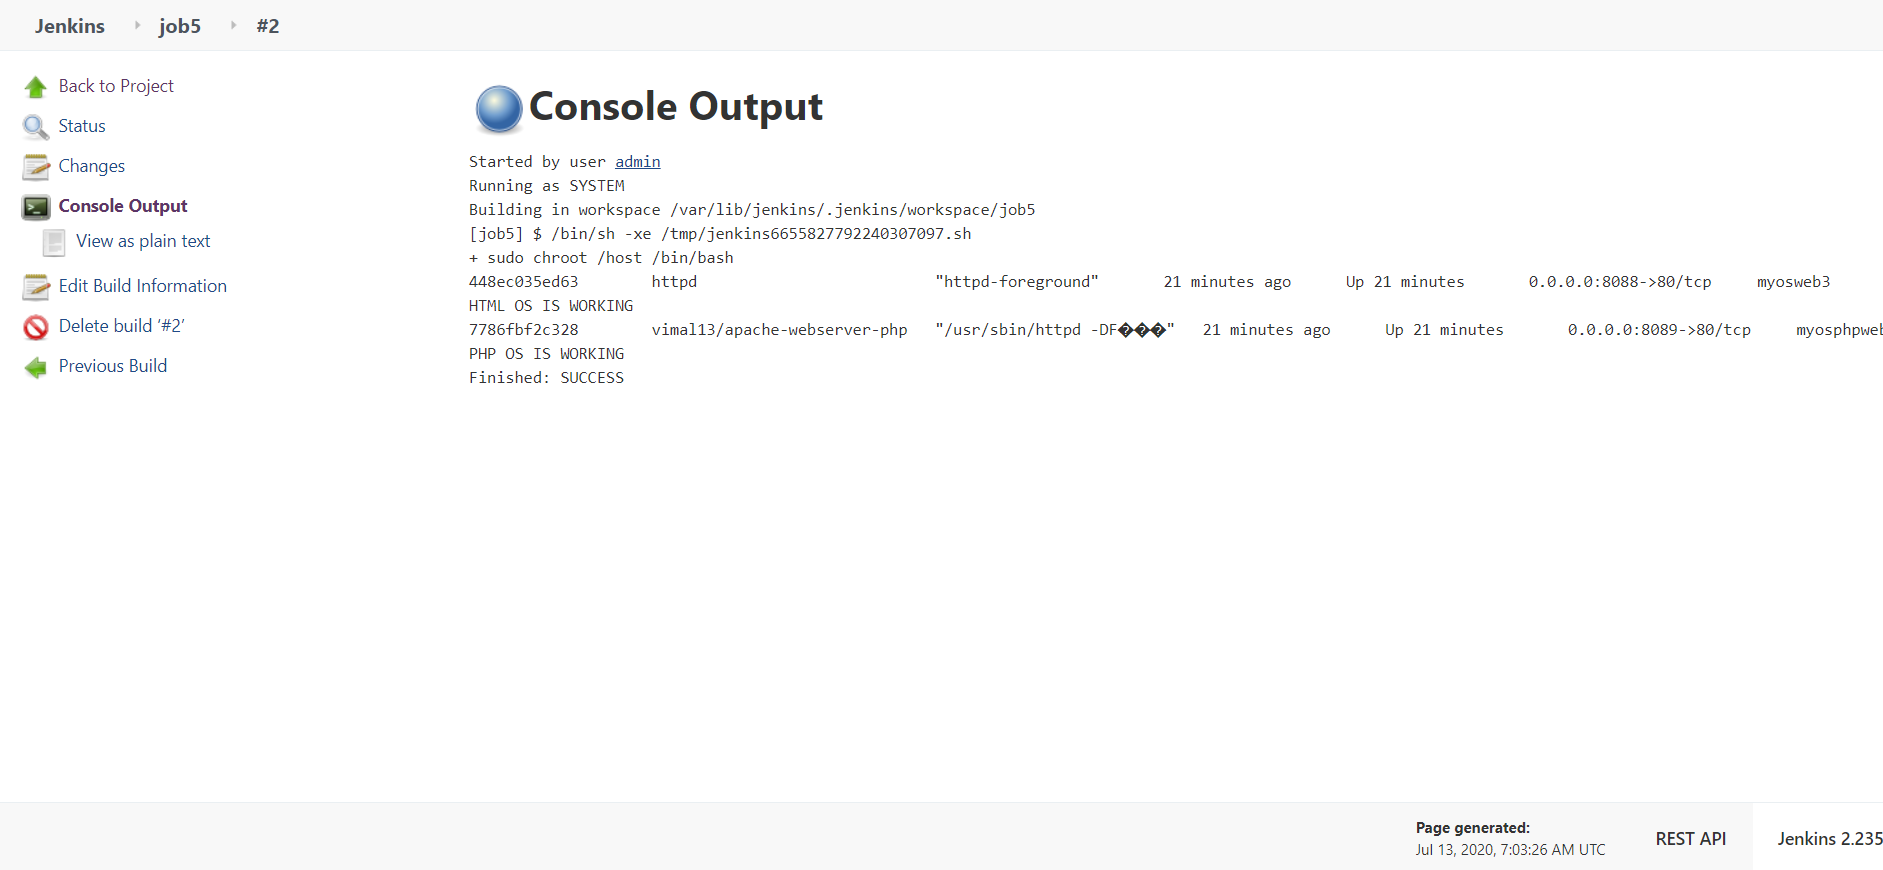 Jenkins job5 #2
Back to Project
Status
Changes
Console Output
View as plain text
Edit Build Information
Delete build ‘#2’
Previous Build
Console Output
Started by user admin
Running as SYSTEM
Building in workspace /var/lib/jenkins/.jenkins/workspace/job5
[job5] $ /bin/sh -xe /tmp/jenkins6655827792240307097.sh
+ sudo chroot /host /bin/bash
448ec035ed63 httpd "httpd-foreground" 21 minutes ago Up 21 minutes 0.0.0.0:8088->80/tcp myosweb3
HTML OS IS WORKING
7786fbf2c328 vimal13/apache-webserver-php "/usr/sbin/httpd -DF���" 21 minutes ago Up 21 minutes 0.0.0.0:8089->80/tcp myosphpweb
PHP OS IS WORKING
Finished: SUCCESS
Page generated:
Jul 13, 2020, 7:03:26 AM UTC
REST API
Jenkins 2.235